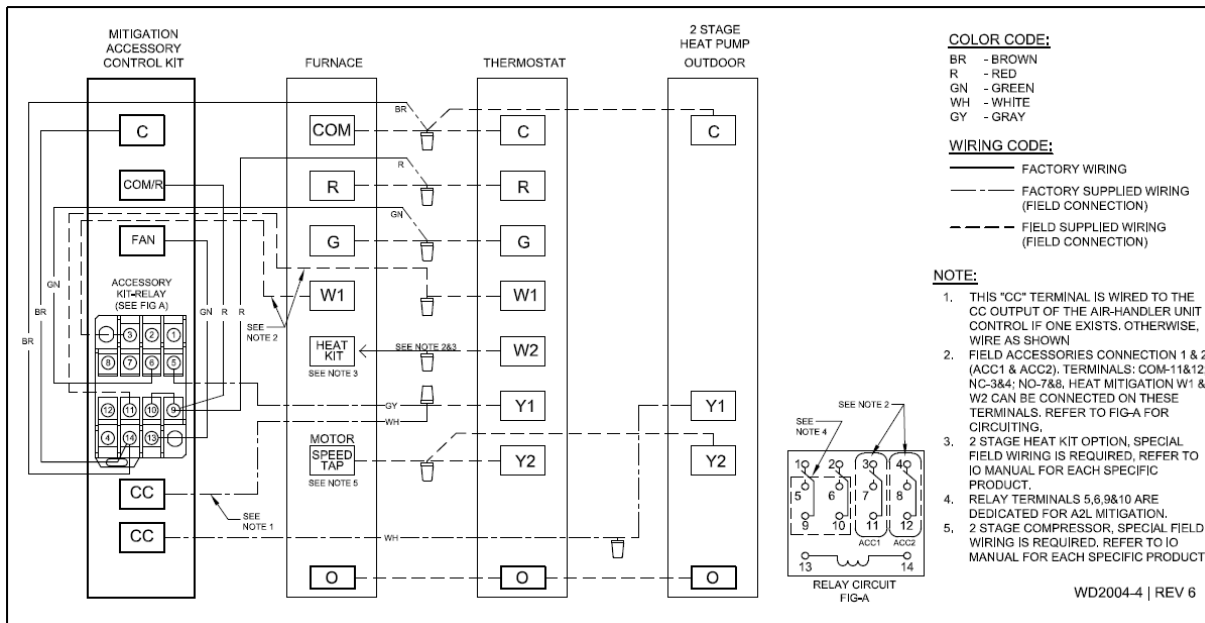 MITIGATION
ACCESSORY
CONTROL KIT
FURNACE
THERMOSTAT
2 STAGE
HEAT PUMP
OUTDOOR
C
COM/R
FAN
ACCESSORY
KIT-RELAY
(SEE FIG A)
3 2 1
8 7 6 5
12 11 10 9
4 14 13
CC
CC
GN
BR
BR
GN
R
R
BR
R
GN
SEE
NOTE 2
SEE NOTE 2&3
GY
WH
SEE
NOTE 1
WH
COM
R
G
W1
HEAT
KIT
SEE NOTE 3
MOTOR
SPEED
TAP
SEE NOTE 5
O
C
R
G
W1
W2
Y1
Y2
O
C
Y1
Y2
O
COLOR CODE:
BR - BROWN
R - RED
GN - GREEN
WH - WHITE
GY - GRAY
WIRING CODE:
FACTORY WIRING
FACTORY SUPPLIED WIRING
(FIELD CONNECTION)
FIELD SUPPLIED WIRING
(FIELD CONNECTION)
NOTE:
1. THIS "CC" TERMINAL IS WIRED TO THE
CC OUTPUT OF THE AIR-HANDLER UNIT
CONTROL IF ONE EXISTS. OTHERWISE,
WIRE AS SHOWN
2. FIELD ACCESSORIES CONNECTION 1 & 2
(ACC1 & ACC2). TERMINALS: COM-11&12;
NC-3&4; NO-7&8. HEAT MITIGATION W1 &
W2 CAN BE CONNECTED ON THESE
TERMINALS. REFER TO FIG-A FOR
CIRCUITING.
3. 2 STAGE HEAT KIT OPTION, SPECIAL
FIELD WIRING IS REQUIRED, REFER TO
IO MANUAL FOR EACH SPECIFIC
PRODUCT.
4. RELAY TERMINALS 5,6,9&10 ARE
DEDICATED FOR A2L MITIGATION.
5. 2 STAGE COMPRESSOR, SPECIAL FIELD
WIRING IS REQUIRED. REFER TO IO
MANUAL FOR EACH SPECIFIC PRODUCT
SEE NOTE 2
SEE
NOTE 4
1 2 3 4
5 6 7 8
9 10 11 12
ACC1 ACC2
13 14
RELAY CIRCUIT
FIG-A
WD2004-4 | REV 6